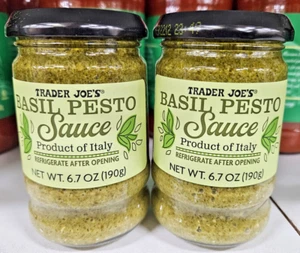 TRADER JOE'S®
BASIL PESTO
Sauce
Product of Italy
REFRIGERATE AFTER OPENING
NET WT. 6.7 OZ (190g)
TRADER JOE'S®
BASIL PESTO
Sauce
Product of Italy
REFRIGERATE AFTER OPENING
NET WT. 6.7 OZ (190g)